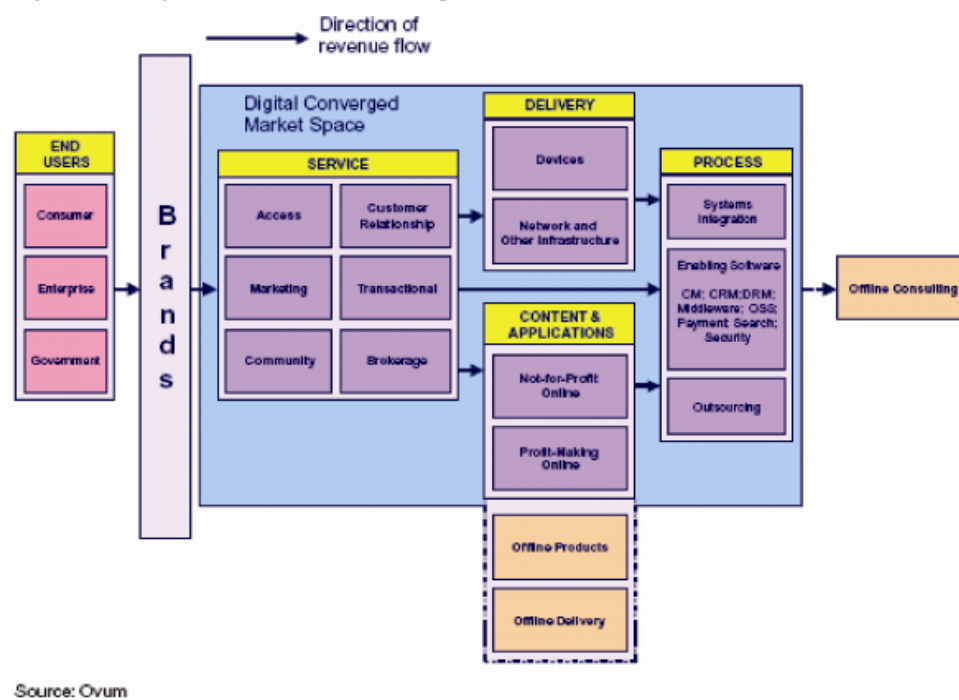 Direction of
revenue flow
Digital Converged
Market Space
END
USERS
Consumer
Enterprise
Government
B
r
a
n
d
s
SERVICE
Access
Customer
Relationship
Marketing
Transactional
Community
Brokerage
DELIVERY
Devices
Network and
Other Infrastructure
CONTENT &
APPLICATIONS
Not-for-Profit
Online
Profit-Making
Online
Offline Products
Offline Delivery
PROCESS
Systems
Integration
Enabling Software
CM; CRM;DRM;
Middleware; OSS;
Payment; Search;
Security
Outsourcing
Offline Consulting
Source: Ovum